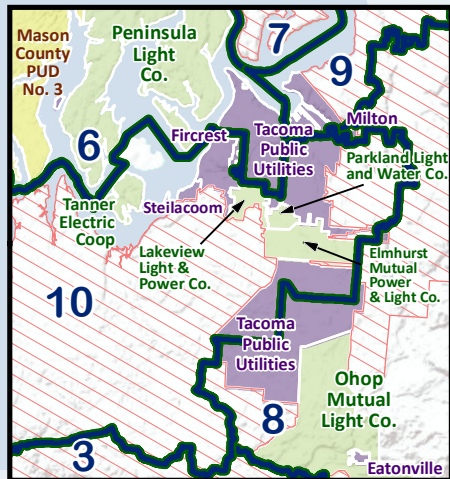 Mason
County
PUD
No. 3
Peninsula
Light
Co.
7
9
6
Fircrest
Tacoma
Public
Utilities
Milton
Parkland Light
and Water Co.
Tanner
Electric
Coop
Steilacoom
Lakeview
Light &
Power Co.
Elmhurst
Mutual
Power
& Light Co.
10
Tacoma
Public
Utilities
Ohop
Mutual
Light Co.
8
3
Eatonville